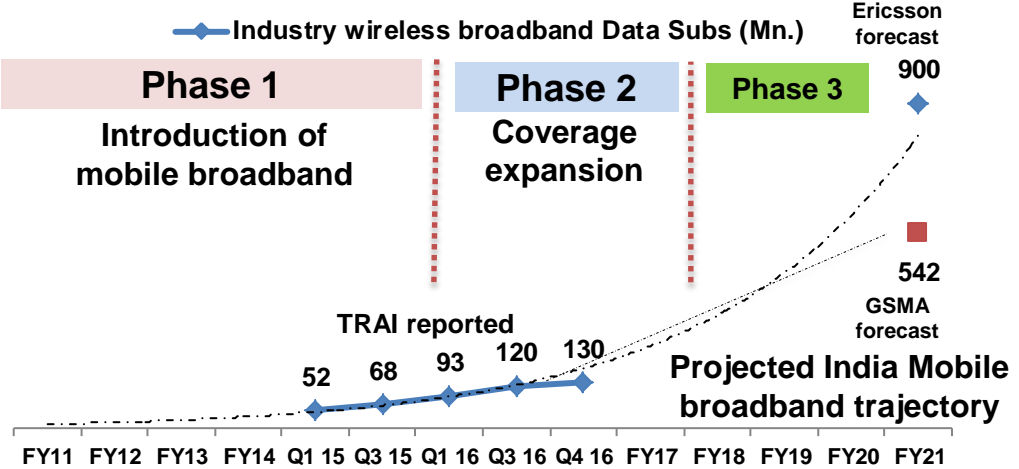 Industry wireless broadband Data Subs (Mn.)
Ericsson
forecast
900
Phase 1
Phase 2
Phase 3
Introduction of
mobile broadband
Coverage
expansion
542
GSMA
forecast
TRAI reported
52
68
93
120
130
Projected India Mobile
broadband trajectory
FY11 FY12 FY13 FY14 Q1 15 Q3 15 Q1 16 Q3 16 Q4 16 FY17 FY18 FY19 FY20 FY21